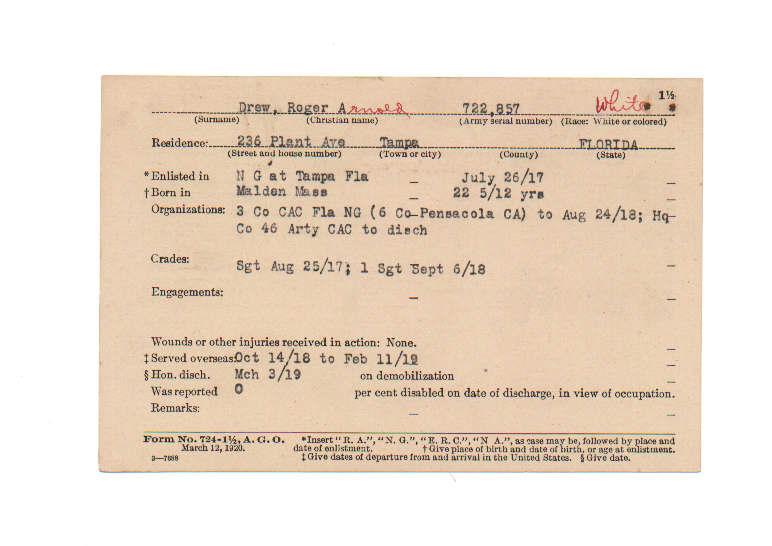 Drew, Roger Arnold 722,857 White 1½
(Surname) (Christian name) (Army serial number) (Race: White or colored)
Residence: 236 Plant Ave Tampa FLORIDA
(Street and house number) (Town or city) (County) (State)
*Enlisted in N G at Tampa Fla July 26/17
†Born in Malden Mass 22 5/12 yrs
Organizations: 3 Co CAC Fla NG (6 Co Pensacola CA) to Aug 24/18; Hq
Co 46 Arty CAC to disch
Grades:
Sgt Aug 25/17; 1 Sgt Sept 6/18
Engagements:
Wounds or other injuries received in action: None.
‡Served overseas: Oct 14/18 to Feb 11/19
§Hon. disch. Mch 3/19 on demobilization
Was reported 0 per cent disabled on date of discharge, in view of occupation.
Remarks:
Form No. 724-1½, A. G. O. *Insert "R. A.", "N. G.", "E. R. C.", "N A.", as case may be, followed by place and
March 12, 1920. date of enlistment. †Give place of birth and date of birth, or age at enlistment.
3—7688 ‡Give dates of departure from and arrival in the United States. §Give date.